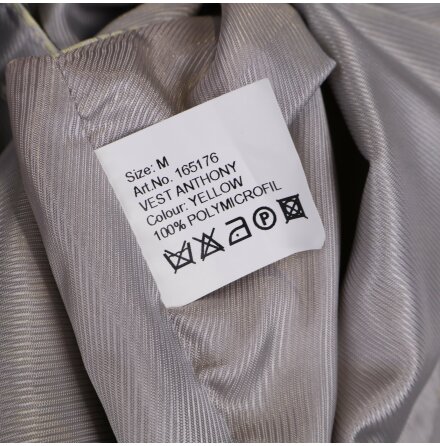 Size: M
Art.No. 165176
VEST ANTHONY
Colour: YELLOW
100% POLYMICROFIL
P